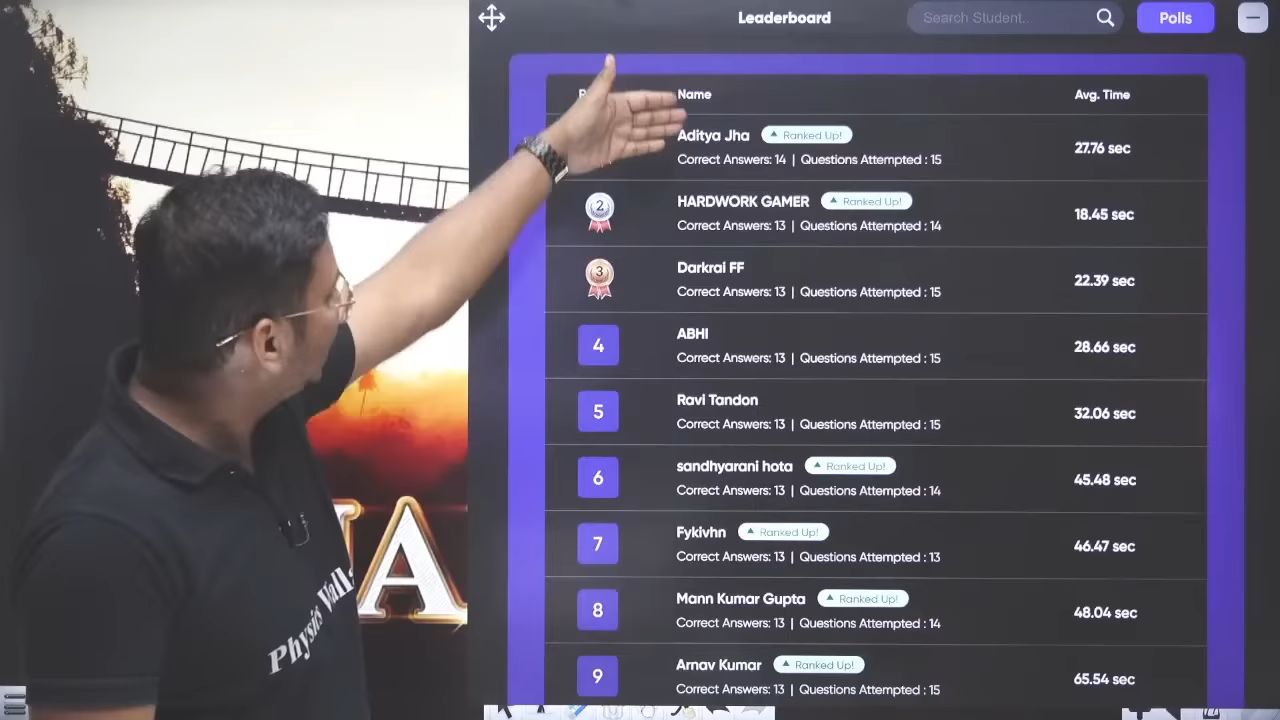 Leaderboard
Search Student...
Polls
Name
Avg. Time
Aditya Jha
Ranked Up!
Correct Answers: 14 | Questions Attempted : 15
27.76 sec
2
HARDWORK GAMER
Ranked Up!
Correct Answers: 13 | Questions Attempted : 14
18.45 sec
3
Darkrai FF
Correct Answers: 13 | Questions Attempted : 15
22.39 sec
4
ABHI
Correct Answers: 13 | Questions Attempted : 15
28.66 sec
5
Ravi Tandon
Correct Answers: 13 | Questions Attempted : 15
32.06 sec
6
sandhyarani hota
Ranked Up!
Correct Answers: 13 | Questions Attempted : 14
45.48 sec
7
Fykivhn
Ranked Up!
Correct Answers: 13 | Questions Attempted : 13
46.47 sec
8
Mann Kumar Gupta
Ranked Up!
Correct Answers: 13 | Questions Attempted : 14
48.04 sec
9
Arnav Kumar
Ranked Up!
Correct Answers: 13 | Questions Attempted : 15
65.54 sec
A
Physics Walla